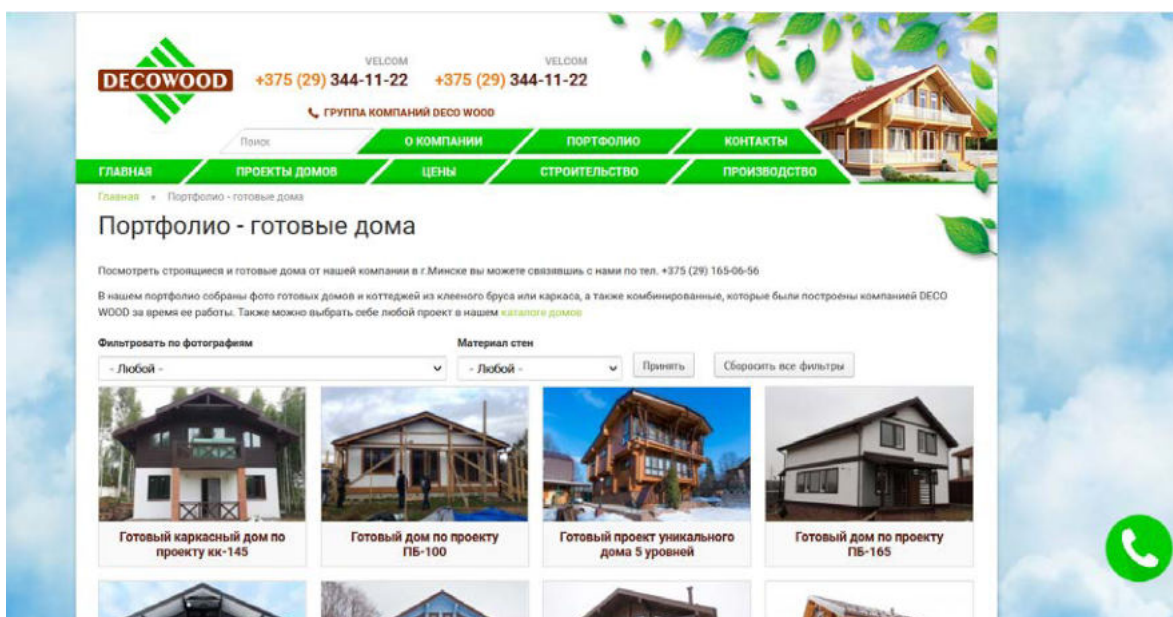 DECOWOOD
VELCOM
VELCOM
+375 (29) 344-11-22
+375 (29) 344-11-22
ГРУППА КОМПАНИЙ DECO WOOD
Поиск
О КОМПАНИИ
ПОРТФОЛИО
КОНТАКТЫ
ГЛАВНАЯ
ПРОЕКТЫ ДОМОВ
ЦЕНЫ
СТРОИТЕЛЬСТВО
ПРОИЗВОДСТВО
Главная » Портфолио - готовые дома
Портфолио - готовые дома
Посмотреть строящиеся и готовые дома от нашей компании в г.Минске вы можете связявшиь с нами по тел. +375 (29) 165-06-56
В нашем портфолио собраны фото готовых домов и коттеджей из клееного бруса или каркаса, а также комбинированные, которые были построены компанией DECO
WOOD за время ее работы. Также можно выбрать себе любой проект в нашем каталоге домов
Фильтровать по фотографиям
Материал стен
- Любой -
- Любой -
Принять
Сбросить все фильтры
Готовый каркасный дом по
проекту кк-145
Готовый дом по проекту
ПБ-100
Готовый проект уникального
дома 5 уровней
Готовый дом по проекту
ПБ-165